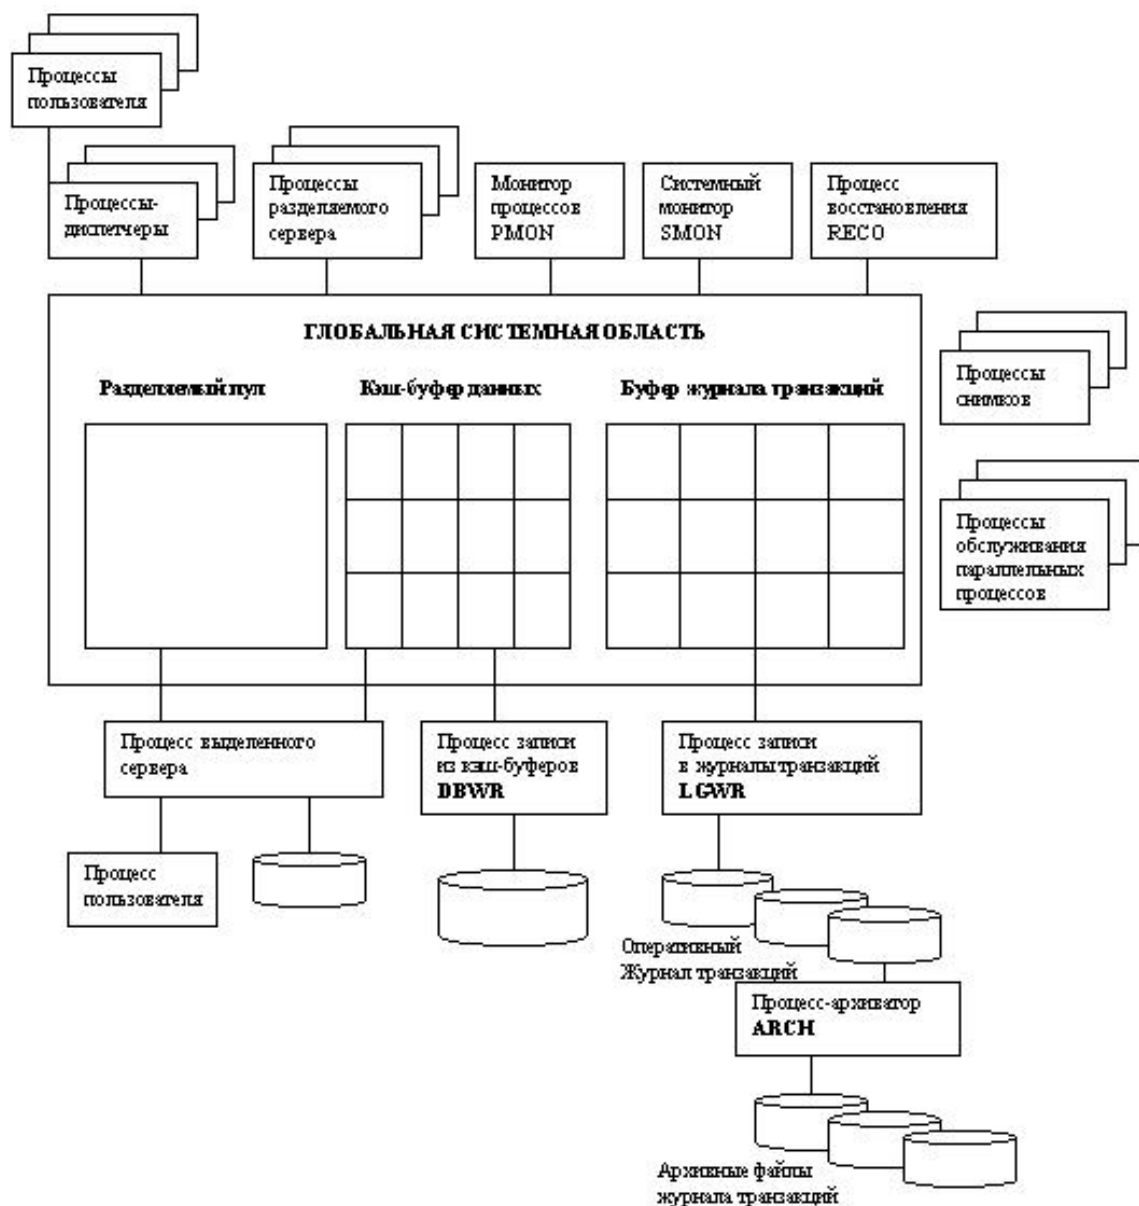 Процессы
пользователя
Процессы-
диспетчеры
Процессы
разделяемого
сервера
Монитор
процессов
PMON
Системный
монитор
SMON
Процесс
восстановления
RECO
ГЛОБАЛЬНАЯ СИСТЕМНАЯ ОБЛАСТЬ
Разделяемый пул
Кэш-буфер данных
Буфер журнала транзакций
Процессы
снимков
Процессы
обслуживания
параллельных
процессов
Процесс выделенного
сервера
Процесс записи
из кэш-буферов
DBWR
Процесс записи
в журналы транзакций
LGWR
Процесс
пользователя
Оперативный
Журнал транзакций
Процесс-архиватор
ARCH
Архивные файлы
журнала транзакций